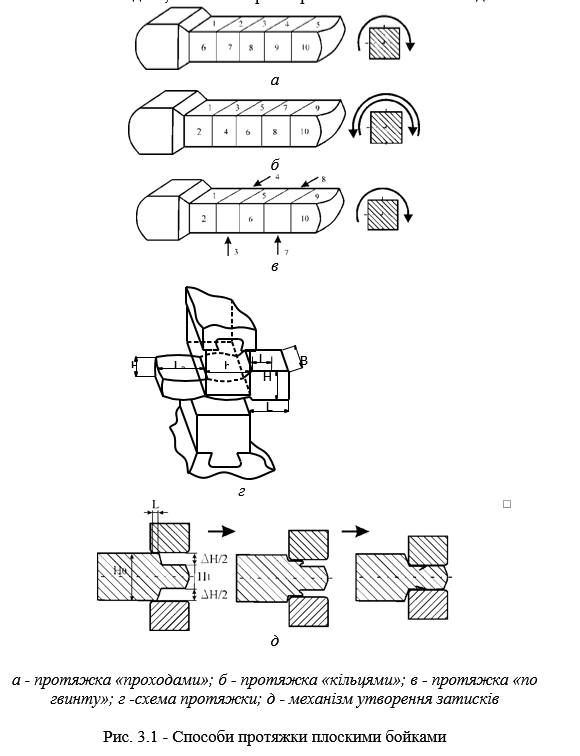 1 2 3 4 5
6 7 8 9 10
а
1 3 5 7 9
2 4 6 8 10
б
4 8
1 5 9
2 6 10
3 7
в
L B
H
L
г
L
ΔH/2
ΔH/2
д
а - протяжка «проходами»; б - протяжка «кільцями»; в - протяжка «по
гвинту»; г -схема протяжки; д - механізм утворення затисків
Рис. 3.1 - Способи протяжки плоскими бойками